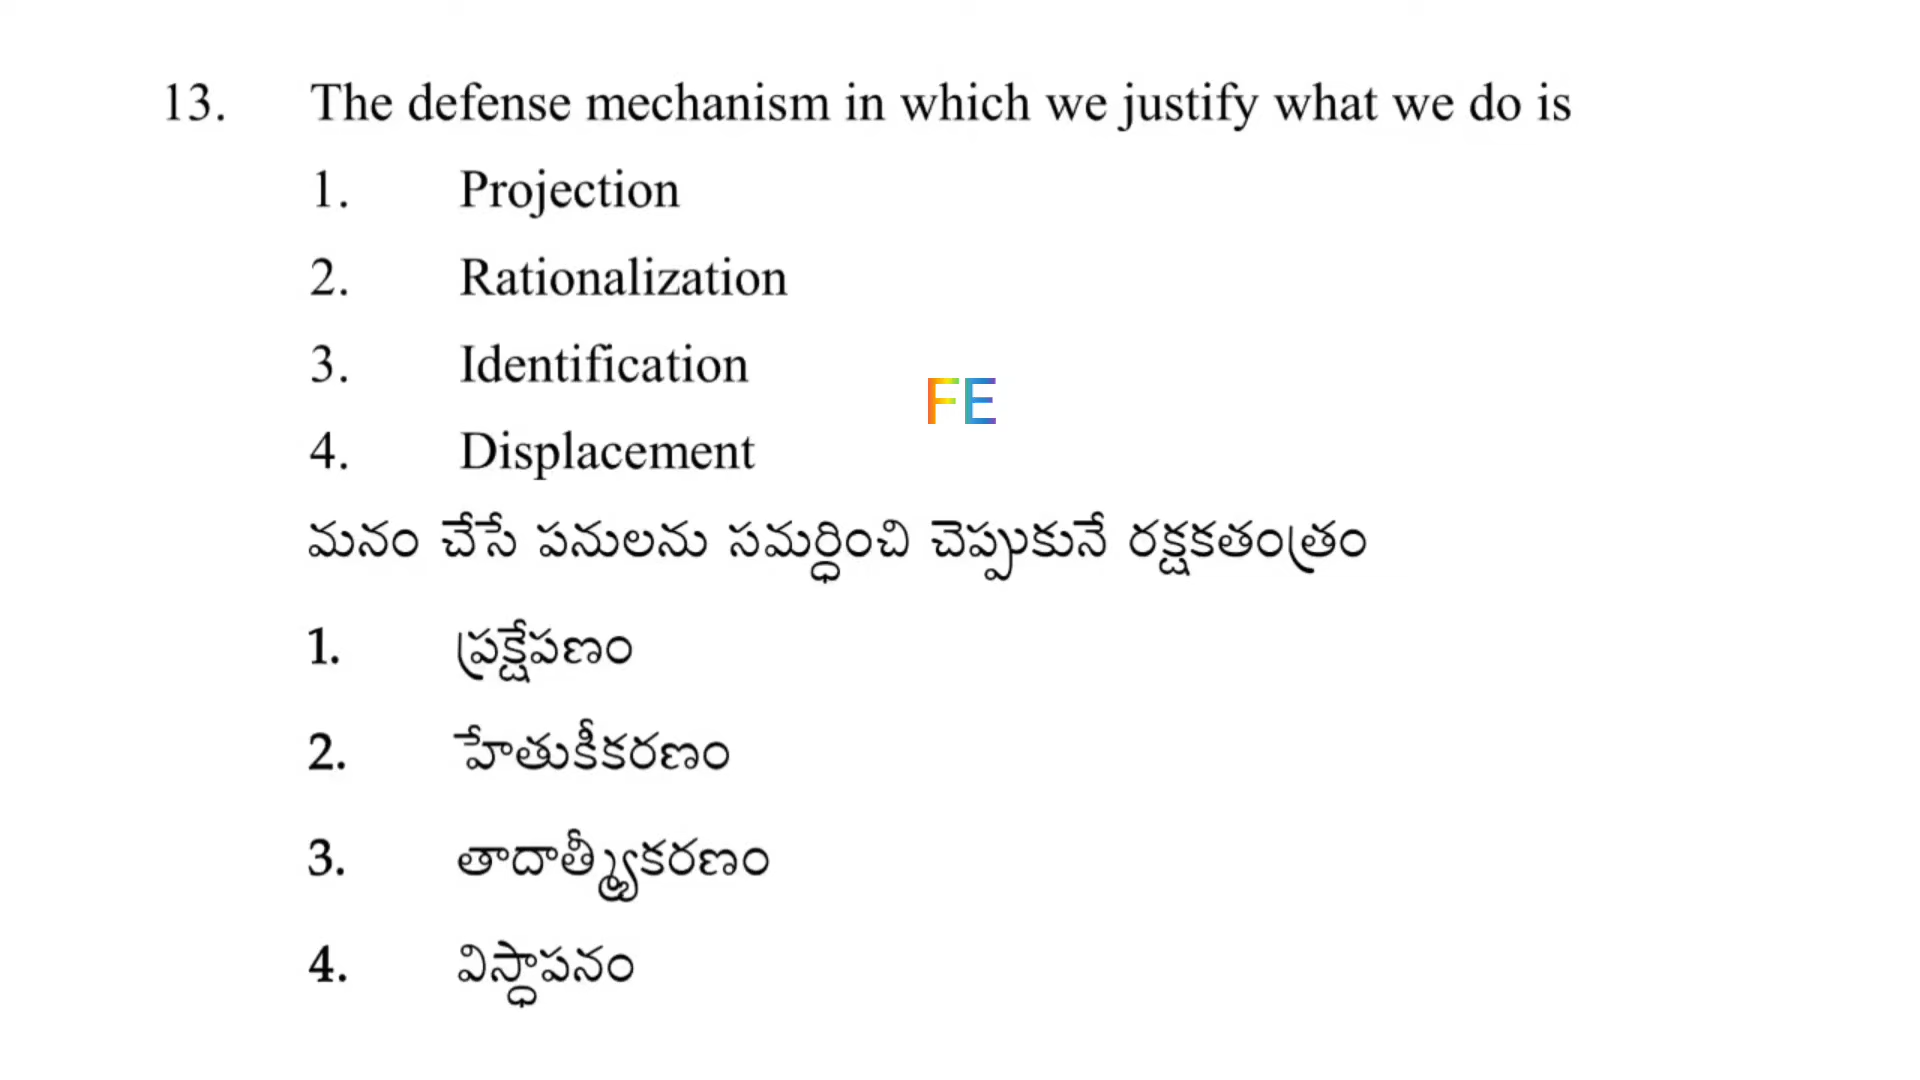 13. The defense mechanism in which we justify what we do is
1. Projection
2. Rationalization
3. Identification
FE
4. Displacement
మనం చేసే పనులను సమర్ధించి చెప్పుకునే రక్షకతంత్రం
1. ప్రక్షేపణం
2. హేతుకీకరణం
3. తాదాత్మ్యీకరణం
4. విస్ధాపనం